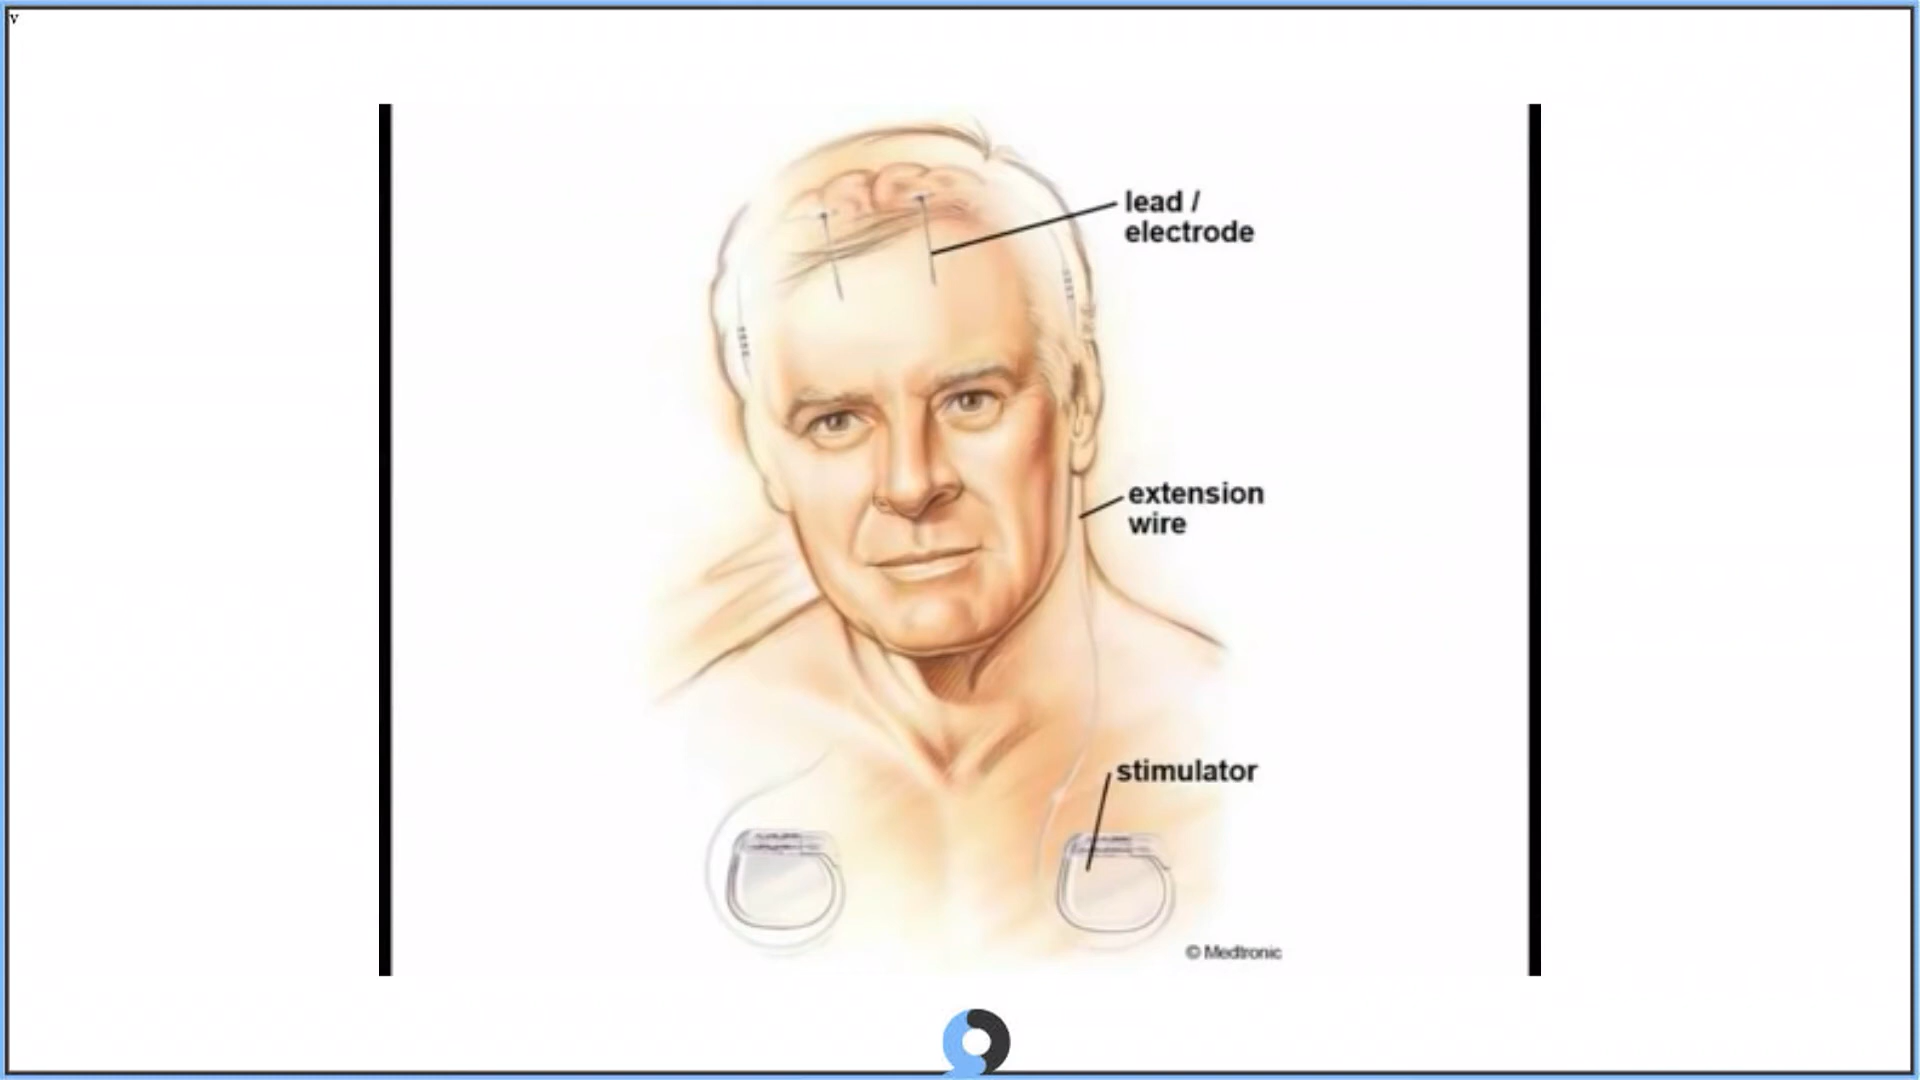 v
lead /
electrode
extension
wire
stimulator
© Medtronic